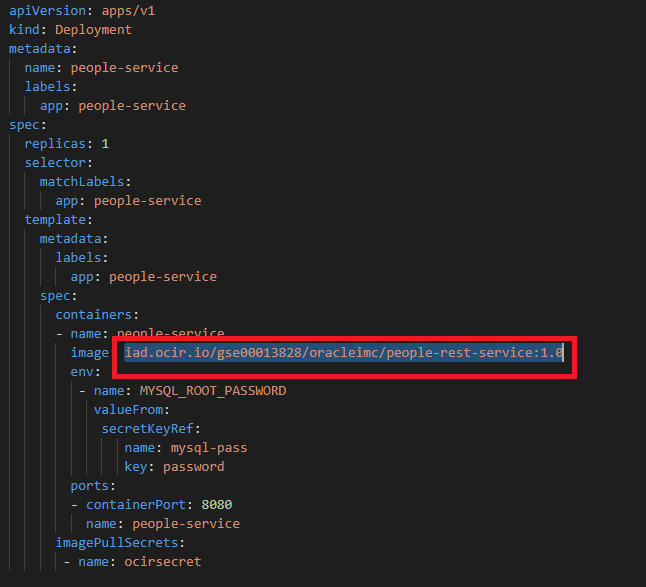 apiVersion: apps/v1
kind: Deployment
metadata:
  name: people-service
  labels:
    app: people-service
spec:
  replicas: 1
  selector:
    matchLabels:
      app: people-service
  template:
    metadata:
      labels:
        app: people-service
    spec:
      containers:
      - name: people-service
        image iad.ocir.io/gse00013828/oracleimc/people-rest-service:1.0
        env:
         - name: MYSQL_ROOT_PASSWORD
           valueFrom:
            secretKeyRef:
               name: mysql-pass
               key: password
        ports:
        - containerPort: 8080
          name: people-service
      imagePullSecrets:
       - name: ocirsecret